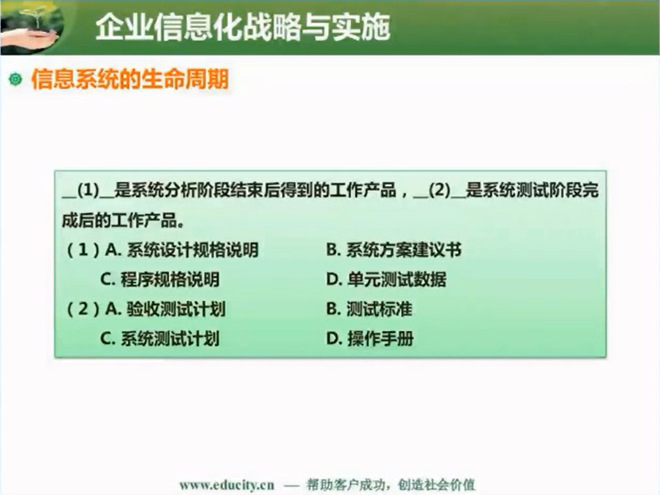 企业信息化战略与实施
信息系统的生命周期
__(1)__是系统分析阶段结束后得到的工作产品，__(2)__是系统测试阶段完
成后的工作产品。
（1）A. 系统设计规格说明 B. 系统方案建议书
C. 程序规格说明 D. 单元测试数据
（2）A. 验收测试计划 B. 测试标准
C. 系统测试计划 D. 操作手册
www.educity.cn — 帮助客户成功，创造社会价值